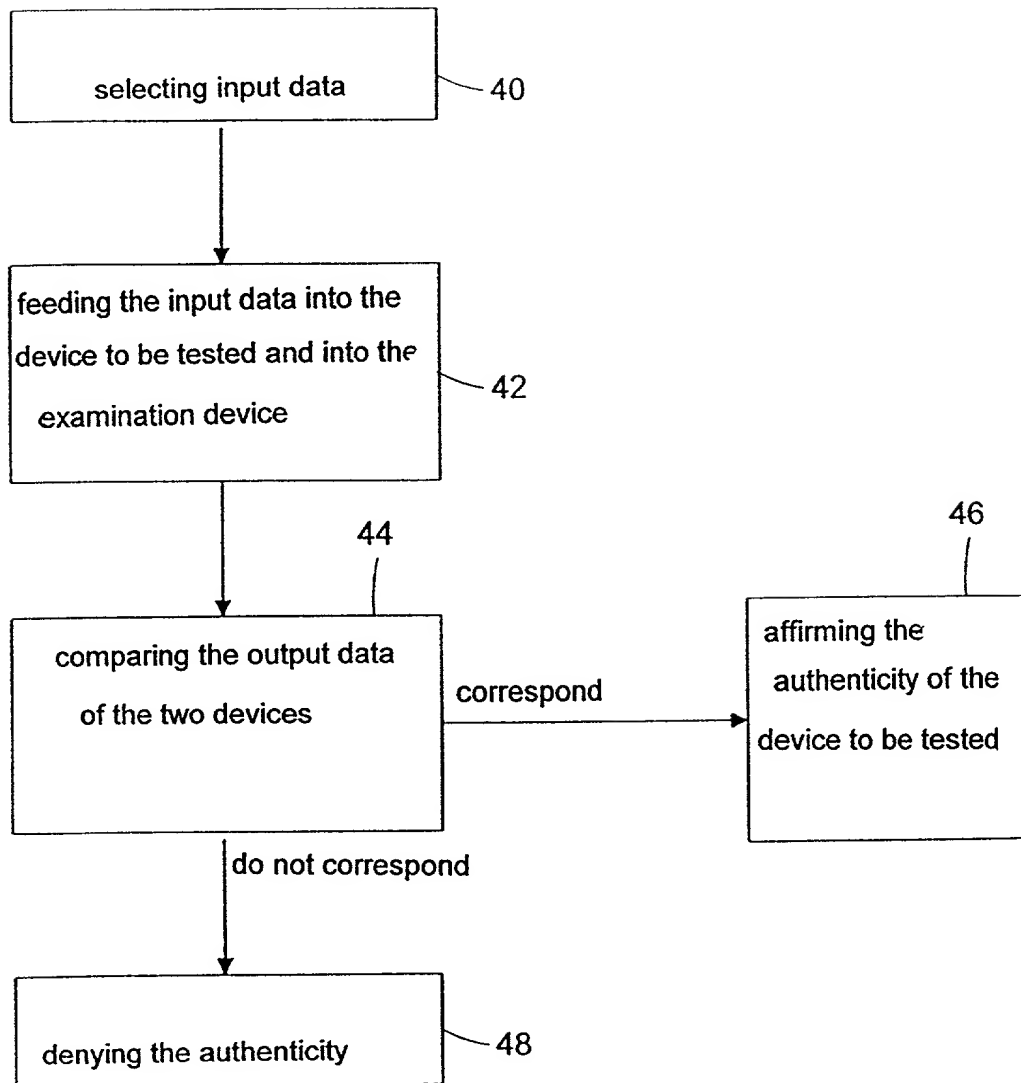 selecting input data
40
feeding the input data into the
device to be tested and into the
examination device
42
44
comparing the output data
of the two devices
correspond
46
affirming the
authenticity of the
device to be tested
do not correspond
denying the authenticity
48